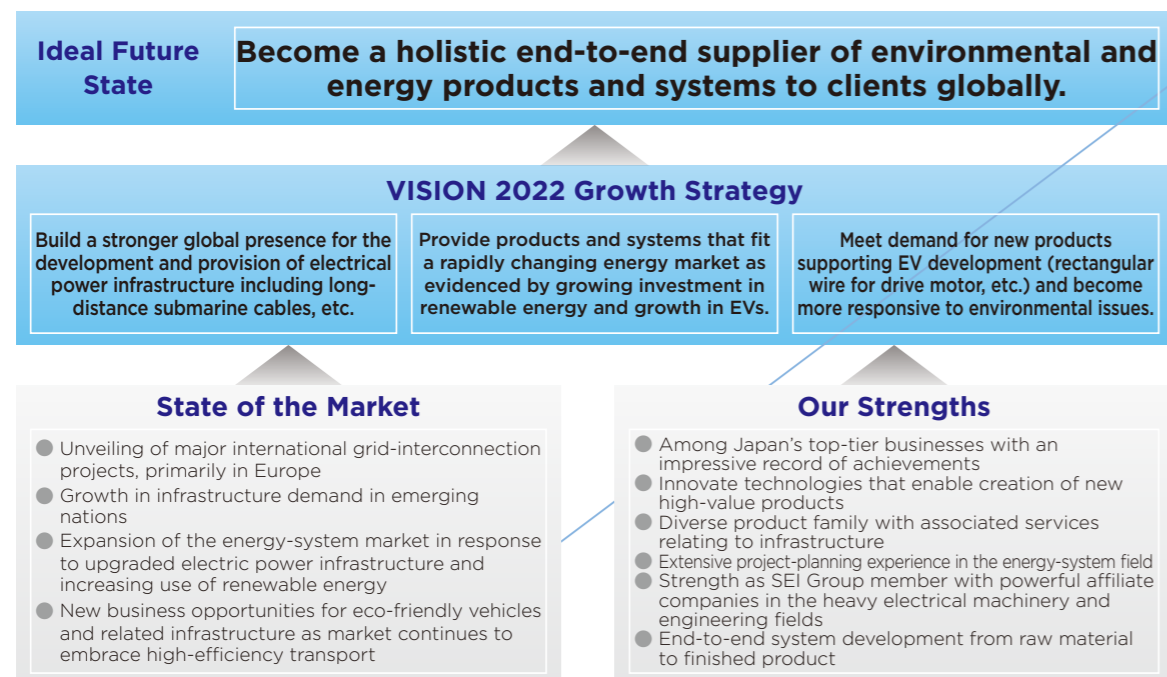 Ideal Future
State
Become a holistic end-to-end supplier of environmental and
energy products and systems to clients globally.
VISION 2022 Growth Strategy
Build a stronger global presence for the
development and provision of electrical
power infrastructure including long-
distance submarine cables, etc.
Provide products and systems that fit
a rapidly changing energy market as
evidenced by growing investment in
renewable energy and growth in EVs.
Meet demand for new products
supporting EV development (rectangular
wire for drive motor, etc.) and become
more responsive to environmental issues.
State of the Market
● Unveiling of major international grid-interconnection
projects, primarily in Europe
● Growth in infrastructure demand in emerging
nations
● Expansion of the energy-system market in response
to upgraded electric power infrastructure and
increasing use of renewable energy
● New business opportunities for eco-friendly vehicles
and related infrastructure as market continues to
embrace high-efficiency transport
Our Strengths
● Among Japan's top-tier businesses with an
impressive record of achievements
● Innovate technologies that enable creation of new
high-value products
● Diverse product family with associated services
relating to infrastructure
● Extensive project-planning experience in the energy-system field
● Strength as SEI Group member with powerful affiliate
companies in the heavy electrical machinery and
engineering fields
● End-to-end system development from raw material
to finished product